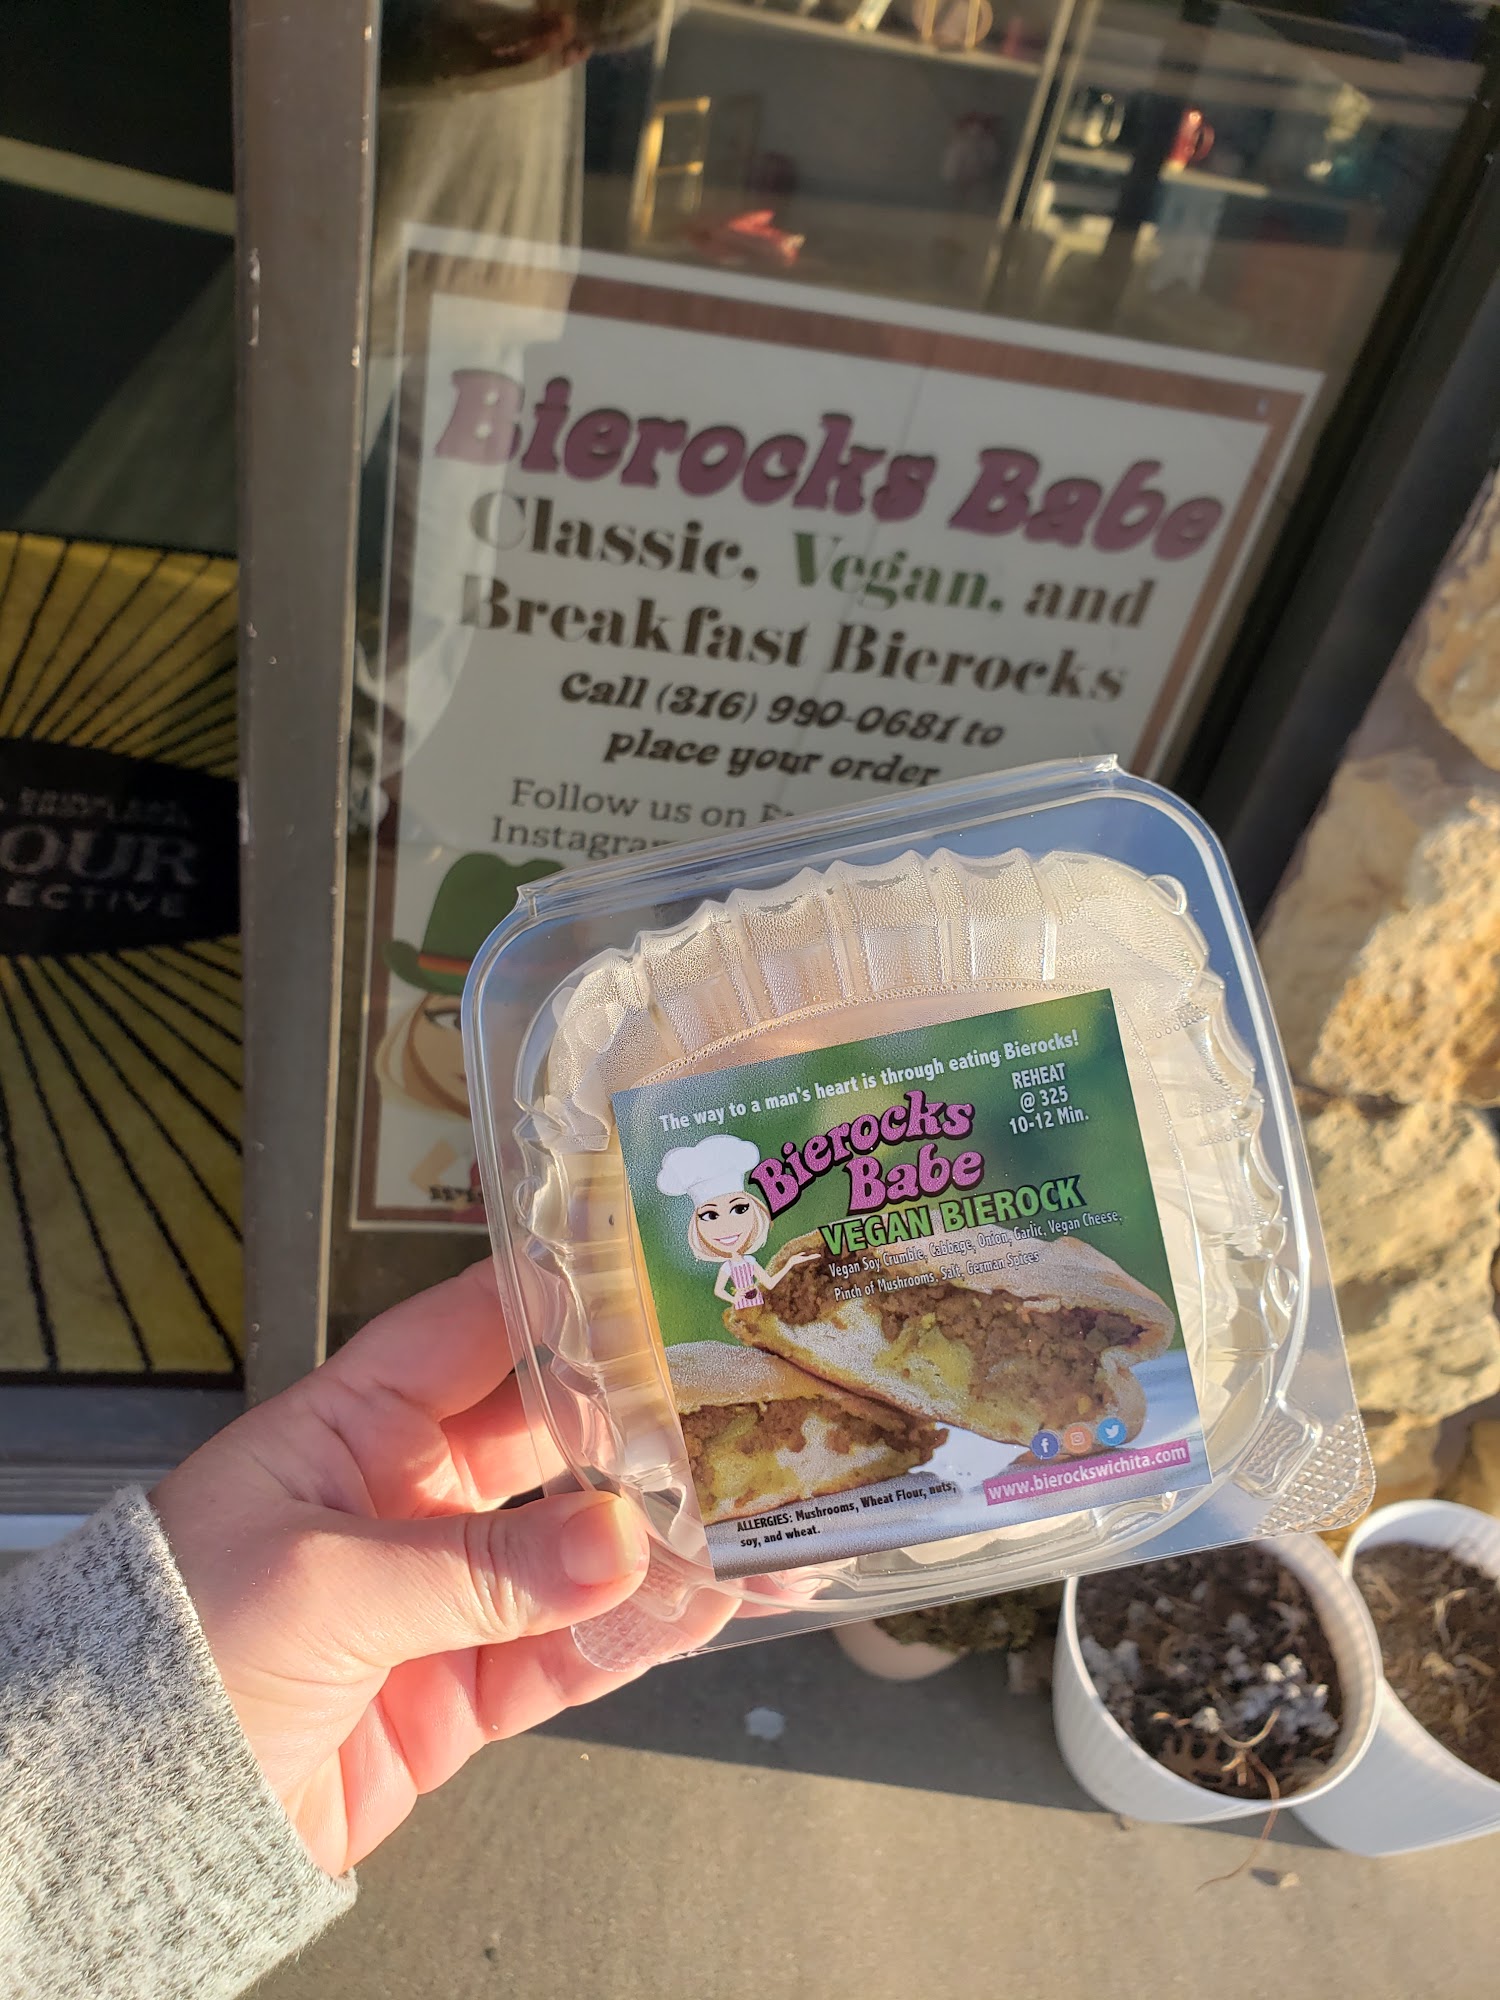 Bierocks Babe
Classic, Vegan, and
Breakfast Bierocks
Call (316) 990-0681 to
place your order
Follow us on
Instagram
OUR
The way to a man's heart is through eating Bierocks!
REHEAT
@ 325
10-12 Min.
Bierocks
Babe
VEGAN BIEROCK
Vegan Soy Crumble, Cabbage, Onion, Garlic, Vegan Cheese,
Pinch of Mushrooms, Salt, German Spices
www.bierockswichita.com
ALLERGIES: Mushrooms, Wheat Flour, nuts,
soy, and wheat.